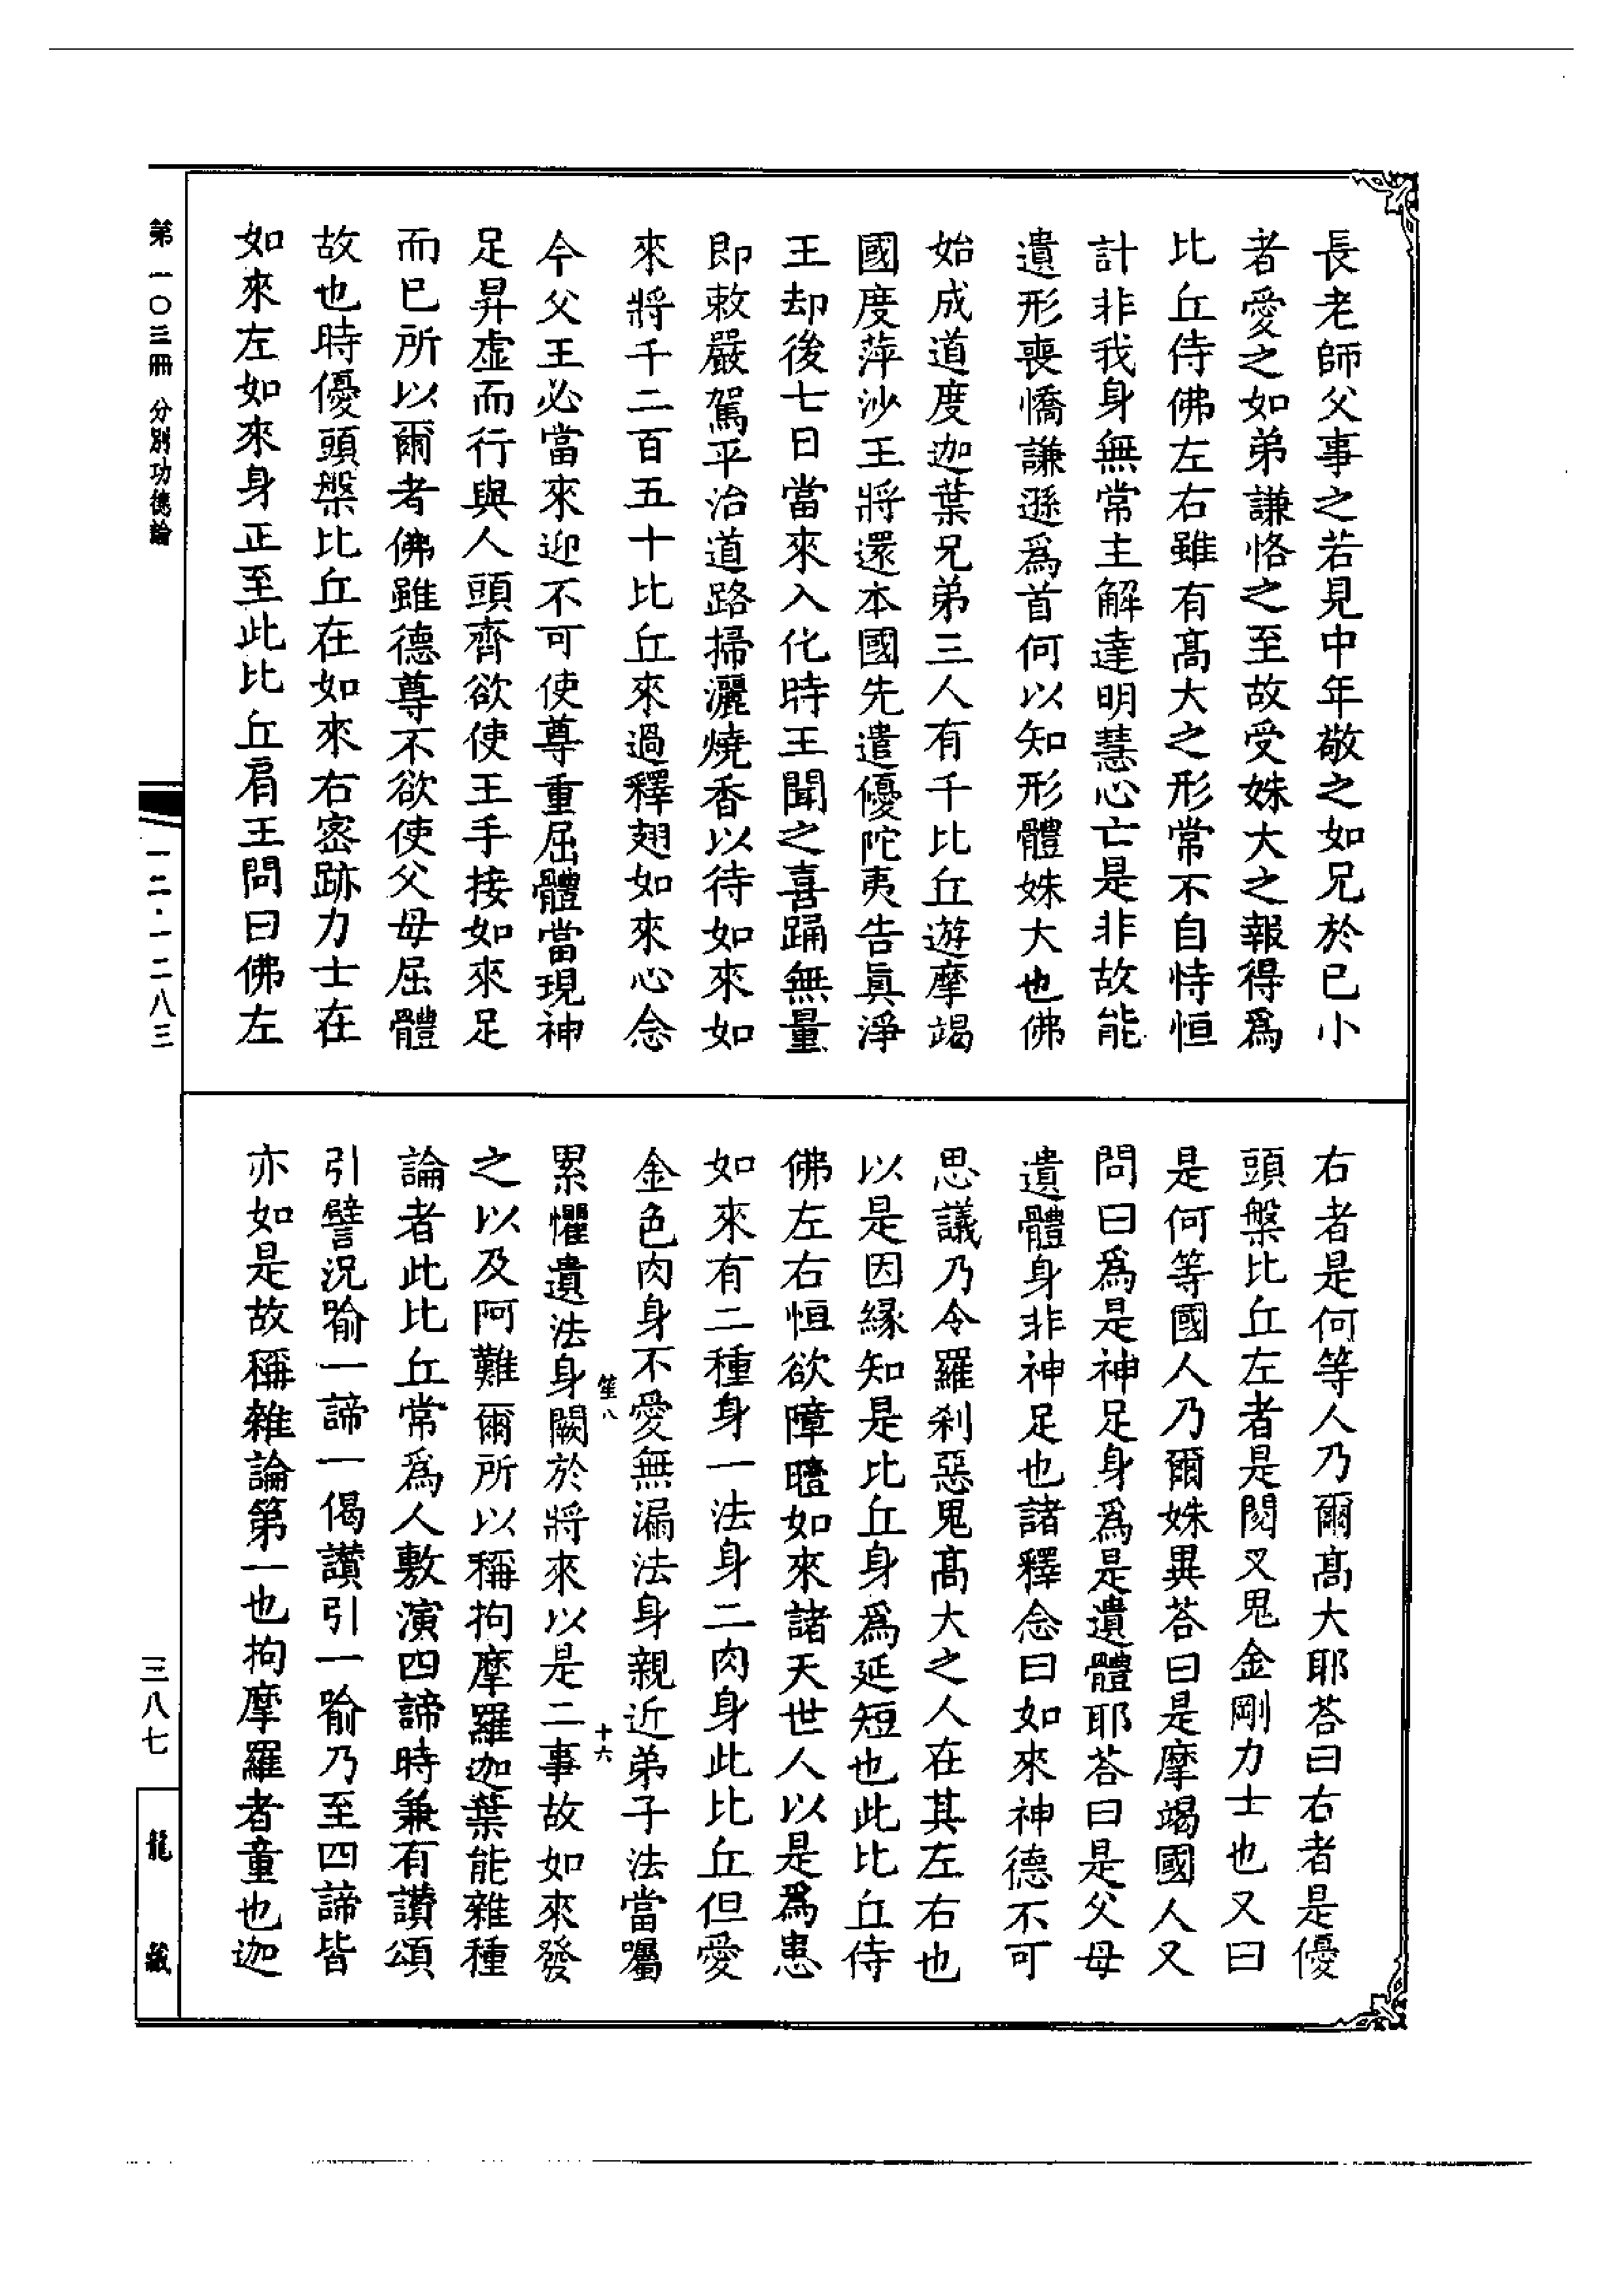 長老師父事之若見中年敬之如兄於已小
者愛之如弟謙恪之至故受姝大之報得爲
比丘侍佛左右雖有髙大之形常不自恃恒
計非我身無常主解達明慧心亡是非故能
遺形喪憍謙遜爲首何以知形體姝大也佛
始成道度迦葉兄弟三人有千比丘遊摩竭
國度萍沙王將還本國先遣優陀夷告眞淨
王却後七日當來入化時王聞之喜踊無量
即敕嚴駕平治道路掃灑燒香以待如來如
來將千二百五十比丘來過釋翅如來心念
今父王必當來迎不可使尊重屈體當現神
足昇虛而行與人頭齊欲使王手接如來足
而已所以爾者佛雖德尊不欲使父母屈體
故也時優頭槃比丘在如來右密跡力士在
如來左如來身正至此比丘肩王問曰佛左
右者是何等人乃爾髙大耶荅曰右者是優
頭槃比丘左者是閱叉鬼金剛力士也又曰
是何等國人乃爾姝異荅曰是摩竭國人又
問曰爲是神足身爲是遺體耶荅曰是父母
遺體身非神足也諸釋念曰如來神德不可
思議乃令羅刹惡鬼髙大之人在其左右也
以是因緣知是比丘身爲延短也此比丘侍
佛左右恒欲障曀如來諸天世人以是爲患
如來有二種身一法身二肉身此比丘但愛
金色肉身不愛無漏法身親近弟子法當囑
累懼遺法身闕於將來以是二事故如來發
之以及阿難爾所以稱拘摩羅迦葉能雜種
論者此比丘常爲人敷演四諦時兼有讚頌
引譬況喻一諦一偈讚引一喻乃至四諦皆
亦如是故稱雜論第一也拘摩羅者童也迦
笙八
十六
第一〇三冊 分別功德論
一二·一二八三
三八七
龍藏